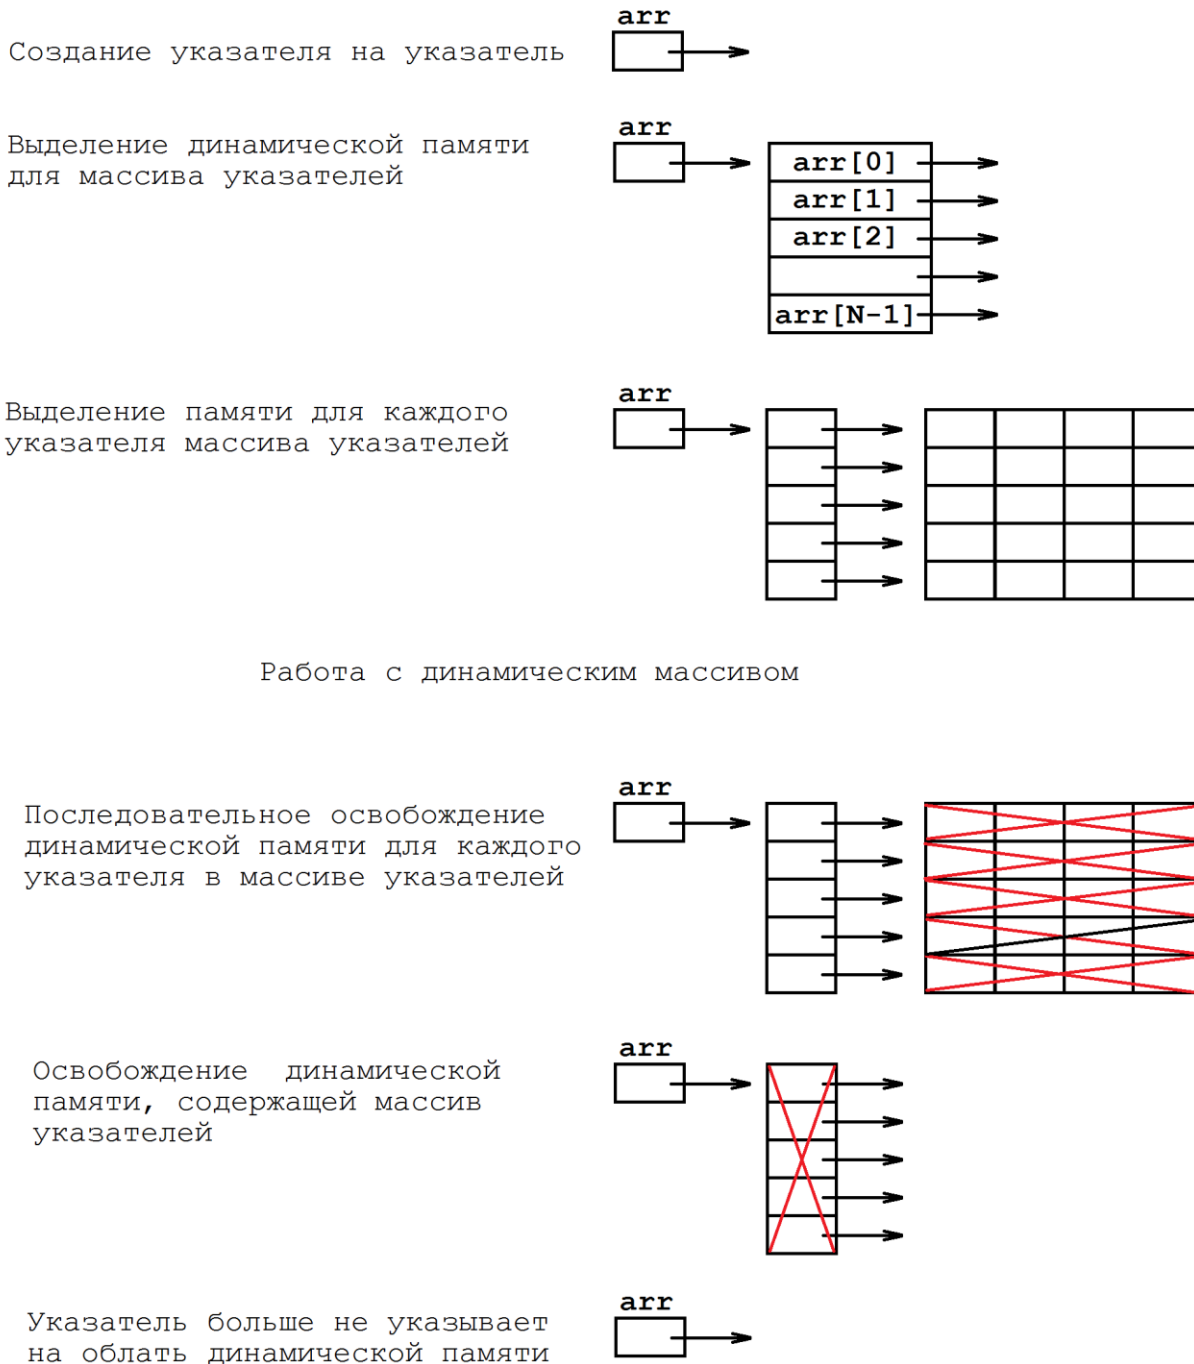 arr
Создание указателя на указатель
arr
Выделение динамической памяти
для массива указателей
arr[0]
arr[1]
arr[2]
arr[N-1]
arr
Выделение памяти для каждого
указателя массива указателей
Работа с динамическим массивом
arr
Последовательное освобождение
динамической памяти для каждого
указателя в массиве указателей
arr
Освобождение динамической
памяти, содержащей массив
указателей
arr
Указатель больше не указывает
на облать динамической памяти